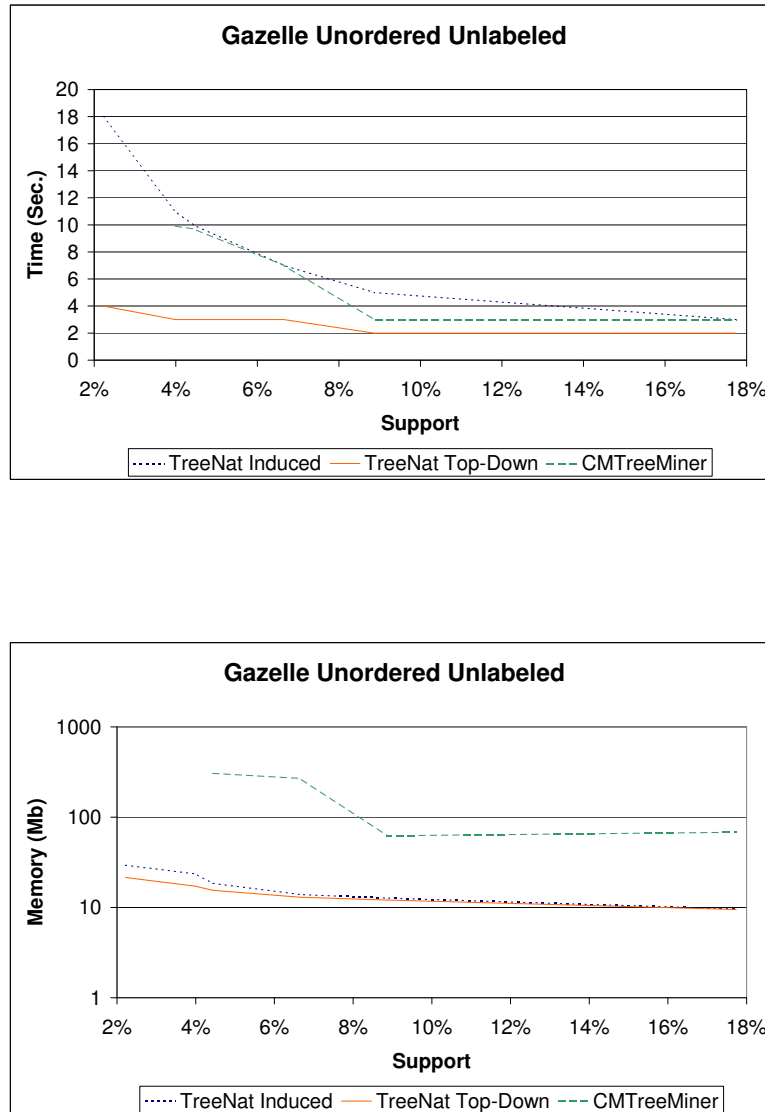 Gazelle Unordered Unlabeled
20
18
16
14
12
10
8
6
4
2
0
Time (Sec.)
2% 4% 6% 8% 10% 12% 14% 16% 18%
Support
TreeNat Induced TreeNat Top-Down CMTreeMiner
Gazelle Unordered Unlabeled
1000
100
10
1
Memory (Mb)
2% 4% 6% 8% 10% 12% 14% 16% 18%
Support
TreeNat Induced TreeNat Top-Down CMTreeMiner